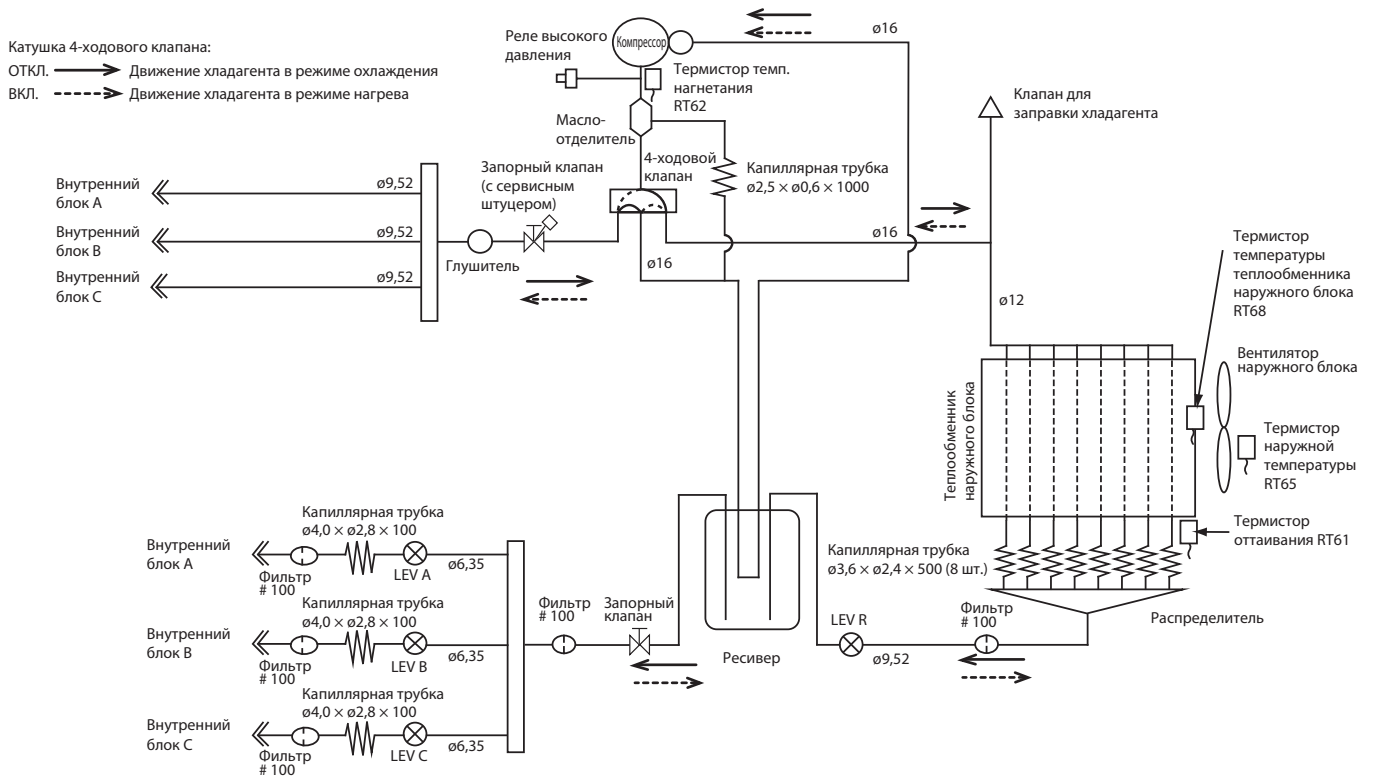 Катушка 4-ходового клапана:
ОТКЛ. Движение хладагента в режиме охлаждения
ВКЛ. Движение хладагента в режиме нагрева
Реле высокого
давления
Компрессор
Термистор темп.
нагнетания
RT62
ø16
Масло-
отделитель
4-ходовой
клапан
Капиллярная трубка
ø2,5 × ø0,6 × 1000
Клапан для
заправки хладагента
Внутренний
блок A
ø9,52
Внутренний
блок B
ø9,52
Внутренний
блок C
ø9,52
Запорный клапан
(с сервисным
штуцером)
Глушитель
ø16
ø16
ø12
Термистор
температуры
теплообменника
наружного блока
RT68
Вентилятор
наружного блока
Теплообменник
наружного блока
Термистор
наружной
температуры
RT65
Термистор
оттаивания RT61
Капиллярная трубка
ø3,6 × ø2,4 × 500 (8 шт.)
Распределитель
Фильтр
# 100
LEV R
ø9,52
Ресивер
Запорный
клапан
Фильтр
# 100
Капиллярная трубка
ø4,0 × ø2,8 × 100
Внутренний
блок A
Фильтр
# 100
LEV A
ø6,35
Капиллярная трубка
ø4,0 × ø2,8 × 100
Внутренний
блок B
Фильтр
# 100
LEV B
ø6,35
Капиллярная трубка
ø4,0 × ø2,8 × 100
Внутренний
блок C
Фильтр
# 100
LEV C
ø6,35